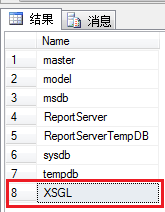 结果 消息
Name
1 master
2 model
3 msdb
4 ReportServer
5 ReportServerTempDB
6 sysdb
7 tempdb
8 XSGL